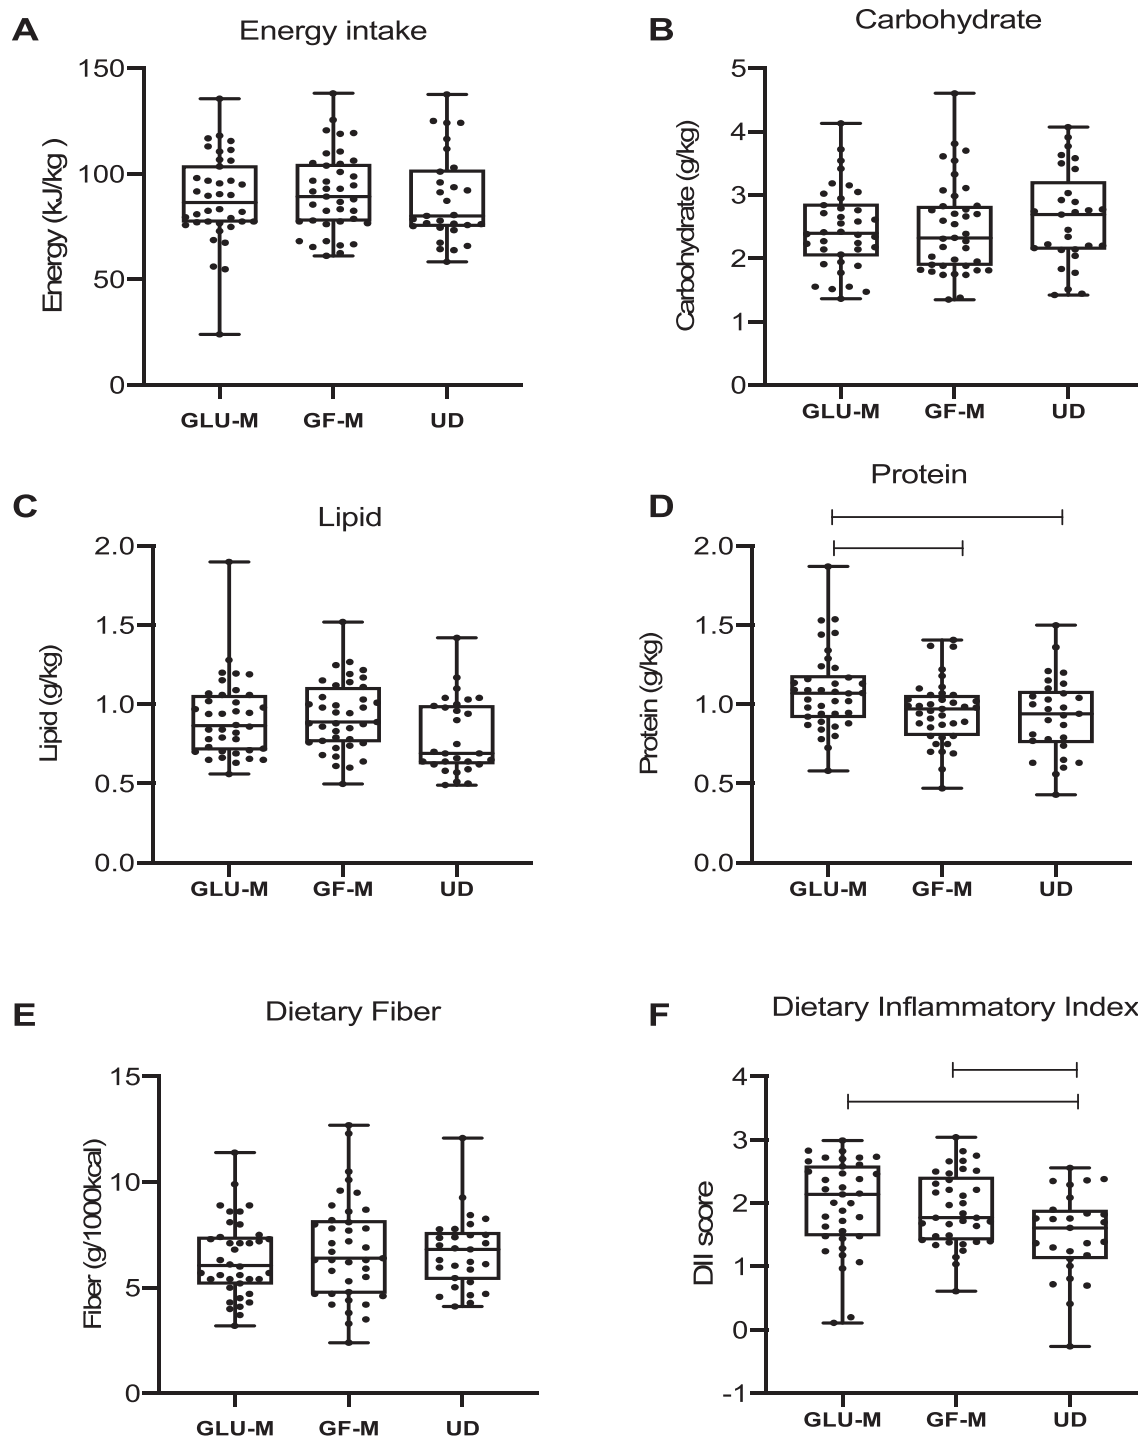 A
Energy intake
150
100
50
0
Energy (kJ/kg )
GLU-M
GF-M
UD
B
Carbohydrate
5
4
3
2
1
0
Carbohydrate (g/kg)
GLU-M
GF-M
UD
C
Lipid
2.0
1.5
1.0
0.5
0.0
Lipid (g/kg)
GLU-M
GF-M
UD
D
Protein
2.0
1.5
1.0
0.5
0.0
Protein (g/kg)
GLU-M
GF-M
UD
E
Dietary Fiber
15
10
5
0
Fiber (g/1000kcal)
GLU-M
GF-M
UD
F
Dietary Inflammatory Index
4
3
2
1
0
-1
DII score
GLU-M
GF-M
UD